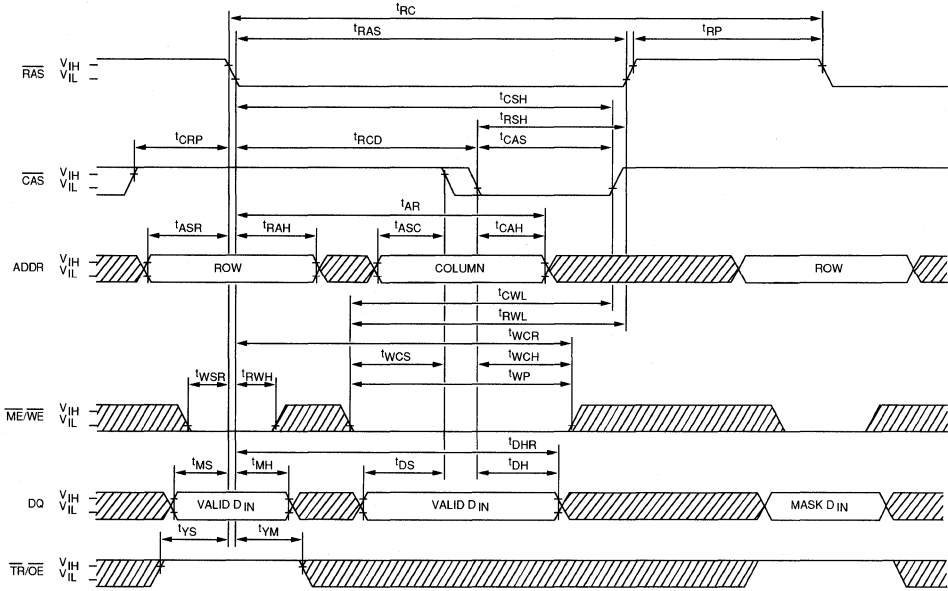 tRC
tRAS
tRP
RAS
VIH
VIL
tCSH
tRSH
tCRP
tRCD
tCAS
CAS
VIH
VIL
tAR
tASR
tRAH
tASC
tCAH
ADDR
VIH
VIL
ROW
COLUMN
ROW
tCWL
tRWL
tWCR
tWCS
tWCH
tWSR
tRWH
tWP
ME/WE
VIH
VIL
tDHR
tMS
tMH
tDS
tDH
DQ
VIH
VIL
VALID DIN
VALID DIN
MASK DIN
tYS
tYM
TR/OE
VIH
VIL